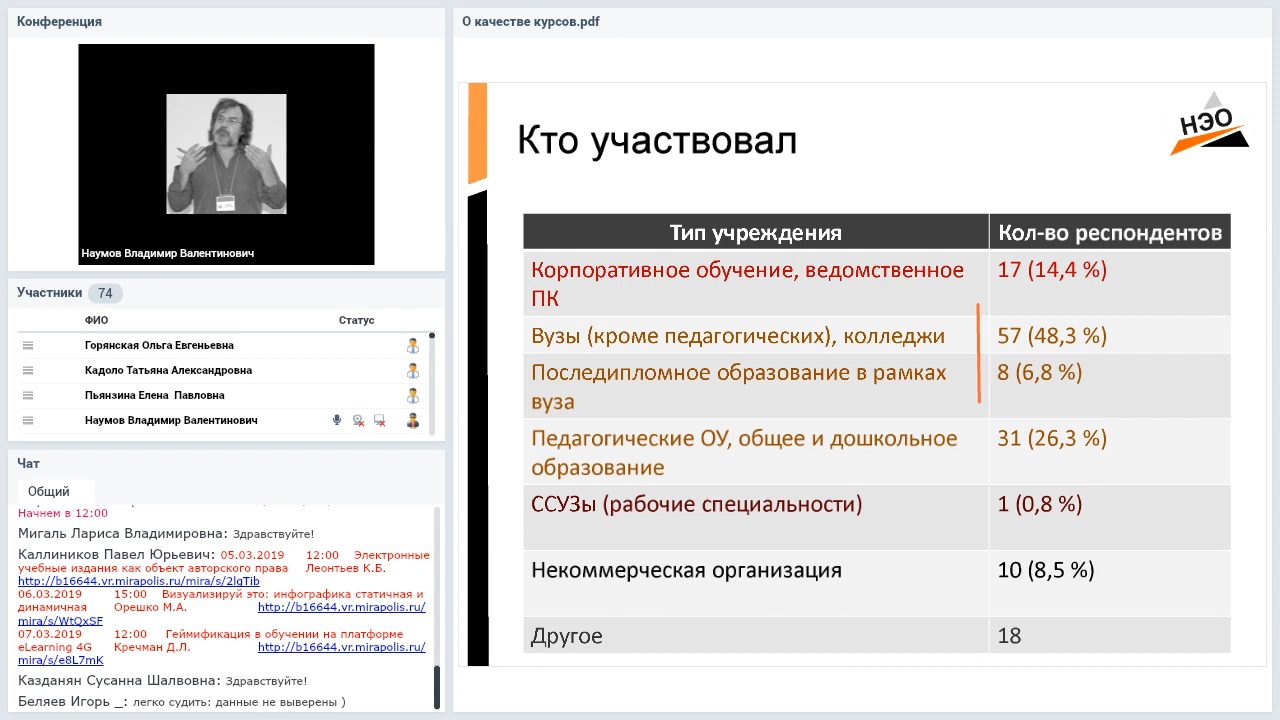 Конференция
Наумов Владимир Валентинович
Участники 74
ФИО Статус
Горянская Ольга Евгеньевна
Кадоло Татьяна Александровна
Пьянзина Елена Павловна
Наумов Владимир Валентинович
Чат
Общий
Начнем в 12:00
Мигаль Лариса Владимировна: Здравствуйте!
Каллиников Павел Юрьевич: 05.03.2019 12:00 Электронные
учебные издания как объект авторского права Леонтьев К.Б.
http://b16644.vr.mirapolis.ru/mira/s/2lgTib
06.03.2019 15:00 Визуализируй это: инфографика статичная и
динамичная Орешко М.А. http://b16644.vr.mirapolis.ru/
mira/s/WtQxSF
07.03.2019 12:00 Геймификация в обучении на платформе
eLearning 4G Кречман Д.Л. http://b16644.vr.mirapolis.ru/
mira/s/e8L7mK
Казданян Сусанна Шалвовна: Здравствуйте!
Беляев Игорь _: легко судить: данные не выверены )
О качестве курсов.pdf
НЭО
Кто участвовал
Тип учреждения Кол-во респондентов
Корпоративное обучение, ведомственное 17 (14,4 %)
ПК
Вузы (кроме педагогических), колледжи 57 (48,3 %)
Последипломное образование в рамках 8 (6,8 %)
вуза
Педагогические ОУ, общее и дошкольное 31 (26,3 %)
образование
ССУЗы (рабочие специальности) 1 (0,8 %)
Некоммерческая организация 10 (8,5 %)
Другое 18